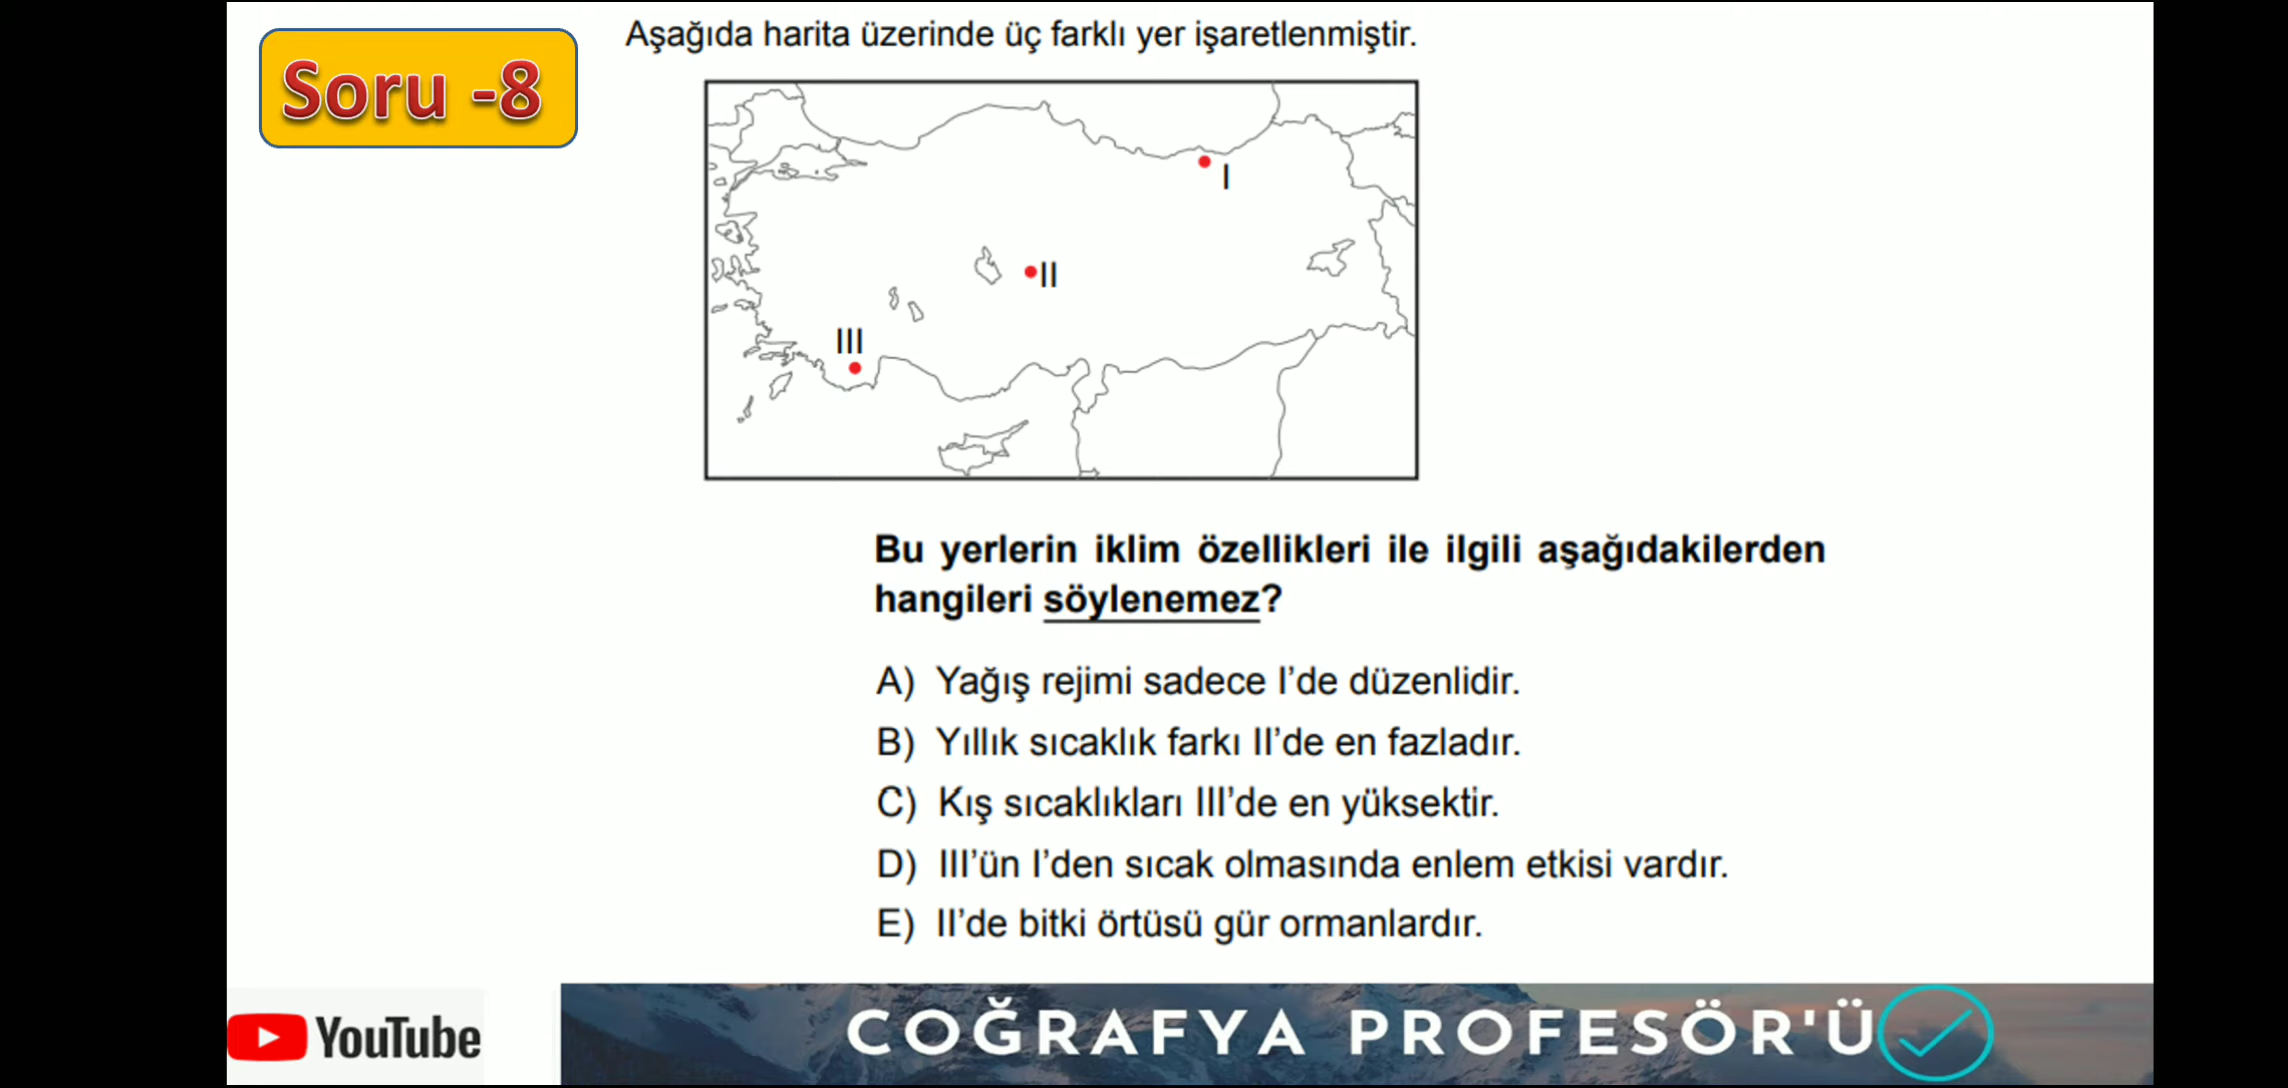 Soru -8
Aşağıda harita üzerinde üç farklı yer işaretlenmiştir.
I
II
III
Bu yerlerin iklim özellikleri ile ilgili aşağıdakilerden
hangileri söylenemez?
A) Yağış rejimi sadece I’de düzenlidir.
B) Yıllık sıcaklık farkı II’de en fazladır.
C) Kış sıcaklıkları III’de en yüksektir.
D) III’ün I’den sıcak olmasında enlem etkisi vardır.
E) II’de bitki örtüsü gür ormanlardır.
YouTube
COĞRAFYA PROFESÖR'Ü